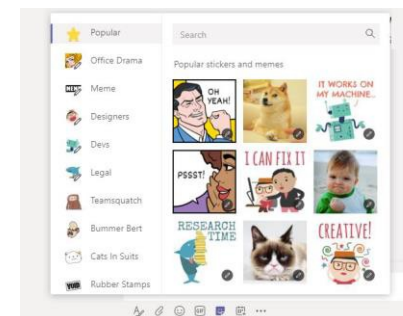 Popular
Office Drama
Meme
Designers
Devs
Legal
Teamsquatch
Bummer Bert
Cats In Suits
Rubber Stamps
Search
Popular stickers and memes
OH
YEAH!
IT WORKS ON
MY MACHINE...
PSSST!
I CAN FIX IT
RESEARCH
TIME
CREATIVE!
GIF